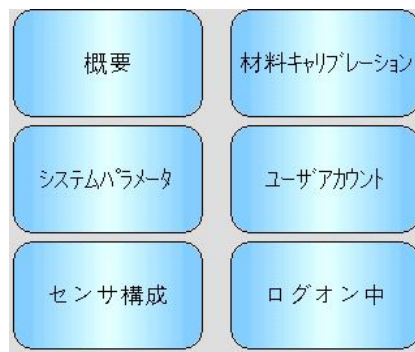 概要
材料キャリブレーション
システムパラメータ
ユーザアカウント
センサ構成
ログオン中